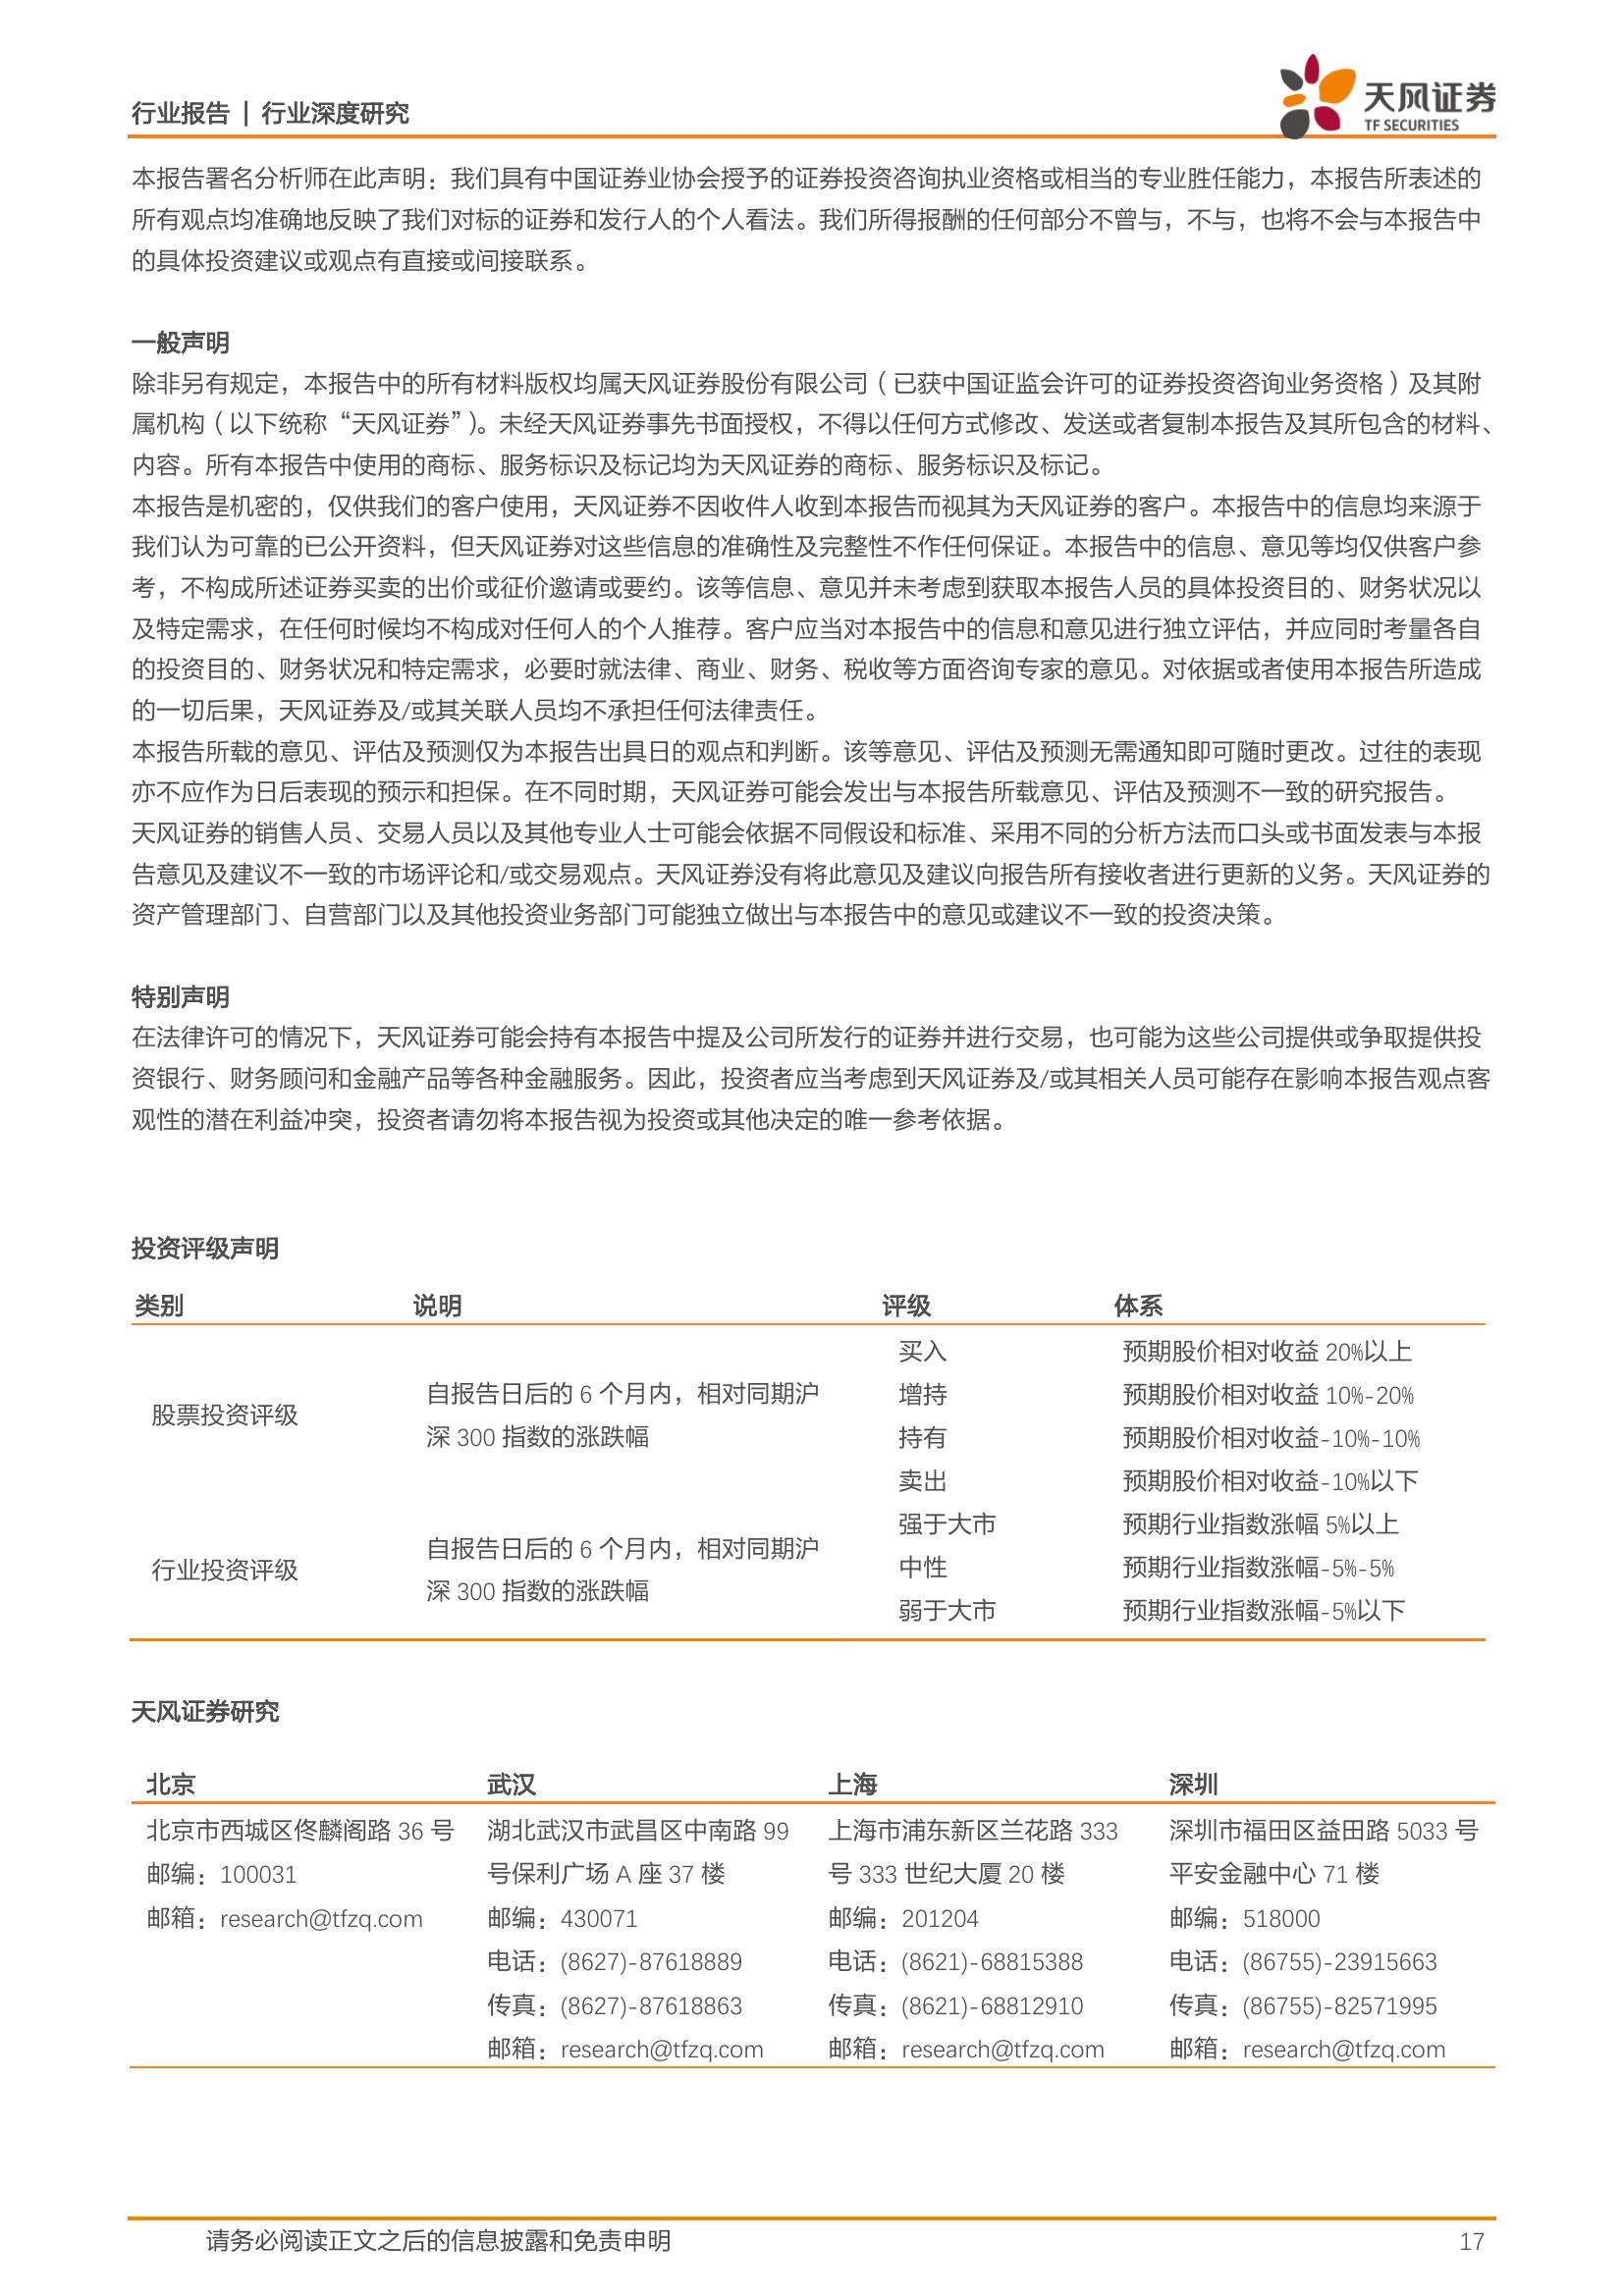 行业报告 | 行业深度研究
天风证券
TF SECURITIES
本报告署名分析师在此声明：我们具有中国证券业协会授予的证券投资咨询执业资格或相当的专业胜任能力，本报告所表述的
所有观点均准确地反映了我们对标的证券和发行人的个人看法。我们所得报酬的任何部分不曾与，不与，也将不会与本报告中
的具体投资建议或观点有直接或间接联系。
一般声明
除非另有规定，本报告中的所有材料版权均属天风证券股份有限公司（已获中国证监会许可的证券投资咨询业务资格）及其附
属机构（以下统称“天风证券”）。未经天风证券事先书面授权，不得以任何方式修改、发送或者复制本报告及其所包含的材料、
内容。所有本报告中使用的商标、服务标识及标记均为天风证券的商标、服务标识及标记。
本报告是机密的，仅供我们的客户使用，天风证券不因收件人收到本报告而视其为天风证券的客户。本报告中的信息均来源于
我们认为可靠的已公开资料，但天风证券对这些信息的准确性及完整性不作任何保证。本报告中的信息、意见等均仅供客户参
考，不构成所述证券买卖的出价或征价邀请或要约。该等信息、意见并未考虑到获取本报告人员的具体投资目的、财务状况以
及特定需求，在任何时候均不构成对任何人的个人推荐。客户应当对本报告中的信息和意见进行独立评估，并应同时考量各自
的投资目的、财务状况和特定需求，必要时就法律、商业、财务、税收等方面咨询专家的意见。对依据或者使用本报告所造成
的一切后果，天风证券及/或其关联人员均不承担任何法律责任。
本报告所载的意见、评估及预测仅为本报告出具日的观点和判断。该等意见、评估及预测无需通知即可随时更改。过往的表现
亦不应作为日后表现的预示和担保。在不同时期，天风证券可能会发出与本报告所载意见、评估及预测不一致的研究报告。
天风证券的销售人员、交易人员以及其他专业人士可能会依据不同假设和标准、采用不同的分析方法而口头或书面发表与本报
告意见及建议不一致的市场评论和/或交易观点。天风证券没有将此意见及建议向报告所有接收者进行更新的义务。天风证券的
资产管理部门、自营部门以及其他投资业务部门可能独立做出与本报告中的意见或建议不一致的投资决策。
特别声明
在法律许可的情况下，天风证券可能会持有本报告中提及公司所发行的证券并进行交易，也可能为这些公司提供或争取提供投
资银行、财务顾问和金融产品等各种金融服务。因此，投资者应当考虑到天风证券及/或其相关人员可能存在影响本报告观点客
观性的潜在利益冲突，投资者请勿将本报告视为投资或其他决定的唯一参考依据。
投资评级声明
类别 说明 评级 体系
股票投资评级
自报告日后的 6 个月内，相对同期沪
深 300 指数的涨跌幅
买入 预期股价相对收益 20%以上
增持 预期股价相对收益 10%-20%
持有 预期股价相对收益-10%-10%
卖出 预期股价相对收益-10%以下
行业投资评级
自报告日后的 6 个月内，相对同期沪
深 300 指数的涨跌幅
强于大市 预期行业指数涨幅 5%以上
中性 预期行业指数涨幅-5%-5%
弱于大市 预期行业指数涨幅-5%以下
天风证券研究
北京 武汉 上海 深圳
北京市西城区佟麟阁路 36 号 湖北武汉市武昌区中南路 99 上海市浦东新区兰花路 333 深圳市福田区益田路 5033 号
邮编：100031 号保利广场 A 座 37 楼 号 333 世纪大厦 20 楼 平安金融中心 71 楼
邮箱：research@tfzq.com 邮编：430071 邮编：201204 邮编：518000
电话：(8627)-87618889 电话：(8621)-68815388 电话：(86755)-23915663
传真：(8627)-87618863 传真：(8621)-68812910 传真：(86755)-82571995
邮箱：research@tfzq.com 邮箱：research@tfzq.com 邮箱：research@tfzq.com
请务必阅读正文之后的信息披露和免责申明 17